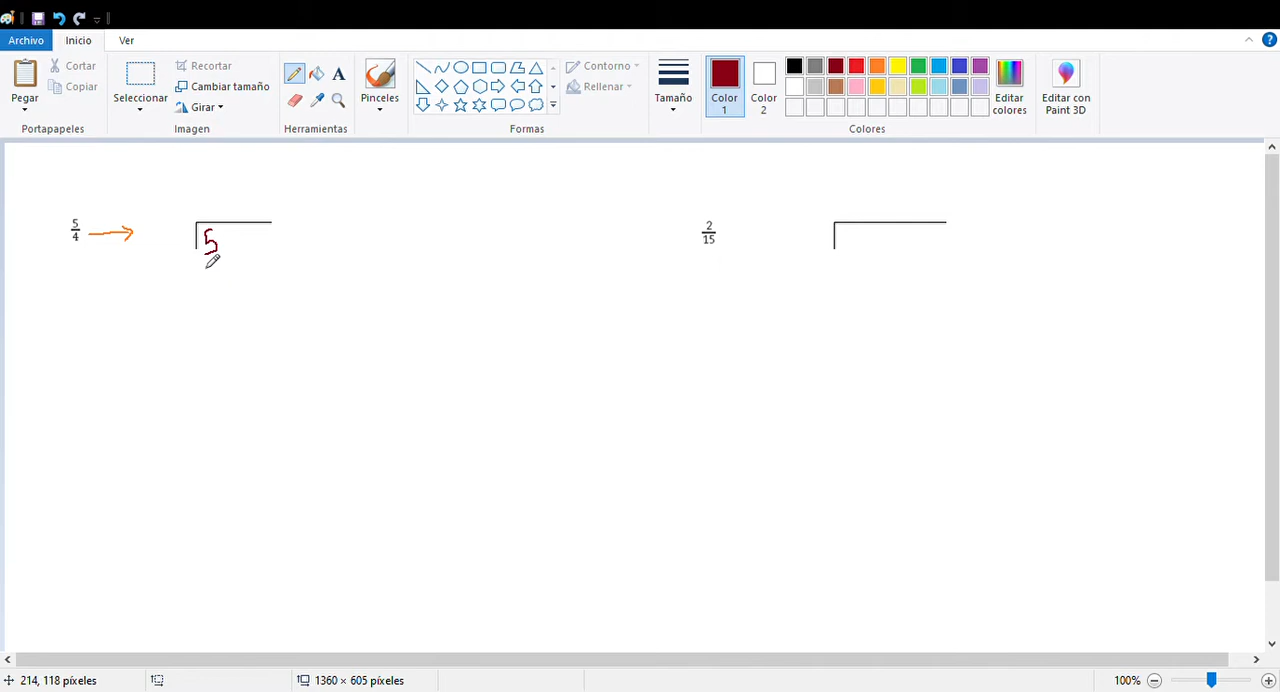 Archivo Inicio Ver
Pegar
Cortar
Copiar
Portapapeles
Seleccionar
Recortar
Cambiar tamaño
Girar
Imagen
A
Herramientas
Pinceles
Formas
Contorno
Rellenar
Tamaño
Color
1
Color
2
Editar
colores
Colores
Editar con
Paint 3D
5
4
5
2
15
214, 118 píxeles
1360 × 605 píxeles
100%